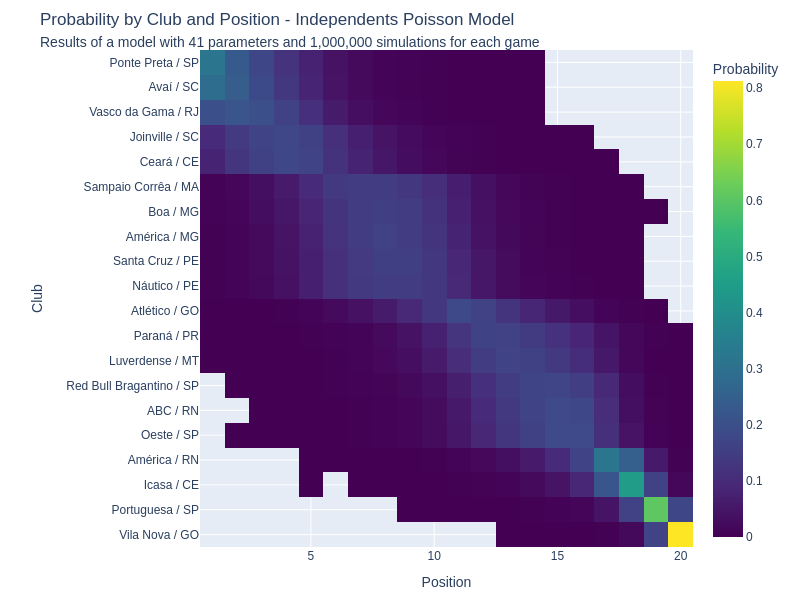 Probability by Club and Position - Independents Poisson Model
Results of a model with 41 parameters and 1,000,000 simulations for each game
Probability
Club
Ponte Preta / SP
Avaí / SC
Vasco da Gama / RJ
Joinville / SC
Ceará / CE
Sampaio Corrêa / MA
Boa / MG
América / MG
Santa Cruz / PE
Náutico / PE
Atlético / GO
Paraná / PR
Luverdense / MT
Red Bull Bragantino / SP
ABC / RN
Oeste / SP
América / RN
Icasa / CE
Portuguesa / SP
Vila Nova / GO
5
10
15
20
Position
0.8
0.7
0.6
0.5
0.4
0.3
0.2
0.1
0